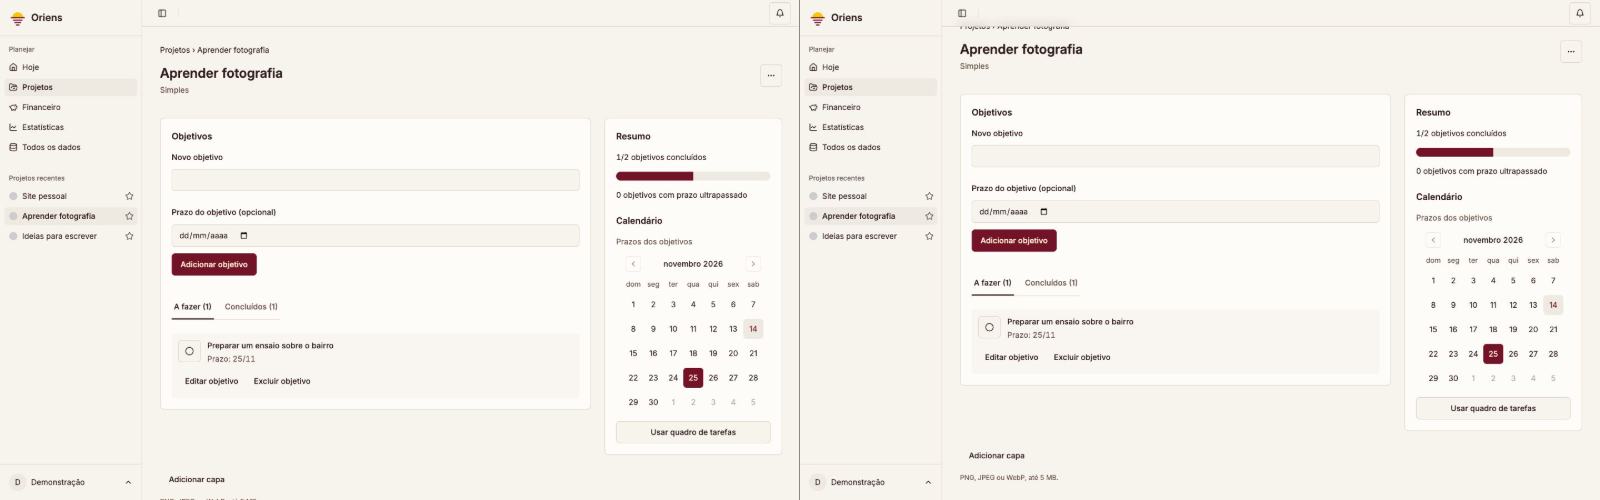 Oriens
Planejar
Hoje
Projetos
Financeiro
Estatísticas
Todos os dados
Projetos recentes
Site pessoal
Aprender fotografia
Ideias para escrever
D Demonstração
Projetos › Aprender fotografia
Aprender fotografia
Simples
...
Objetivos
Novo objetivo
Prazo do objetivo (opcional)
dd/mm/aaaa
Adicionar objetivo
A fazer (1) Concluídos (1)
Preparar um ensaio sobre o bairro
Prazo: 25/11
Editar objetivo Excluir objetivo
Resumo
1/2 objetivos concluídos
0 objetivos com prazo ultrapassado
Calendário
Prazos dos objetivos
novembro 2026
dom seg ter qua qui sex sab
1 2 3 4 5 6 7
8 9 10 11 12 13 14
15 16 17 18 19 20 21
22 23 24 25 26 27 28
29 30 1 2 3 4 5
Usar quadro de tarefas
Adicionar capa
Oriens
Planejar
Hoje
Projetos
Financeiro
Estatísticas
Todos os dados
Projetos recentes
Site pessoal
Aprender fotografia
Ideias para escrever
D Demonstração
Projetos › Aprender fotografia
Aprender fotografia
Simples
...
Objetivos
Novo objetivo
Prazo do objetivo (opcional)
dd/mm/aaaa
Adicionar objetivo
A fazer (1) Concluídos (1)
Preparar um ensaio sobre o bairro
Prazo: 25/11
Editar objetivo Excluir objetivo
Resumo
1/2 objetivos concluídos
0 objetivos com prazo ultrapassado
Calendário
Prazos dos objetivos
novembro 2026
dom seg ter qua qui sex sab
1 2 3 4 5 6 7
8 9 10 11 12 13 14
15 16 17 18 19 20 21
22 23 24 25 26 27 28
29 30 1 2 3 4 5
Usar quadro de tarefas
Adicionar capa
PNG, JPEG ou WebP, até 5 MB.